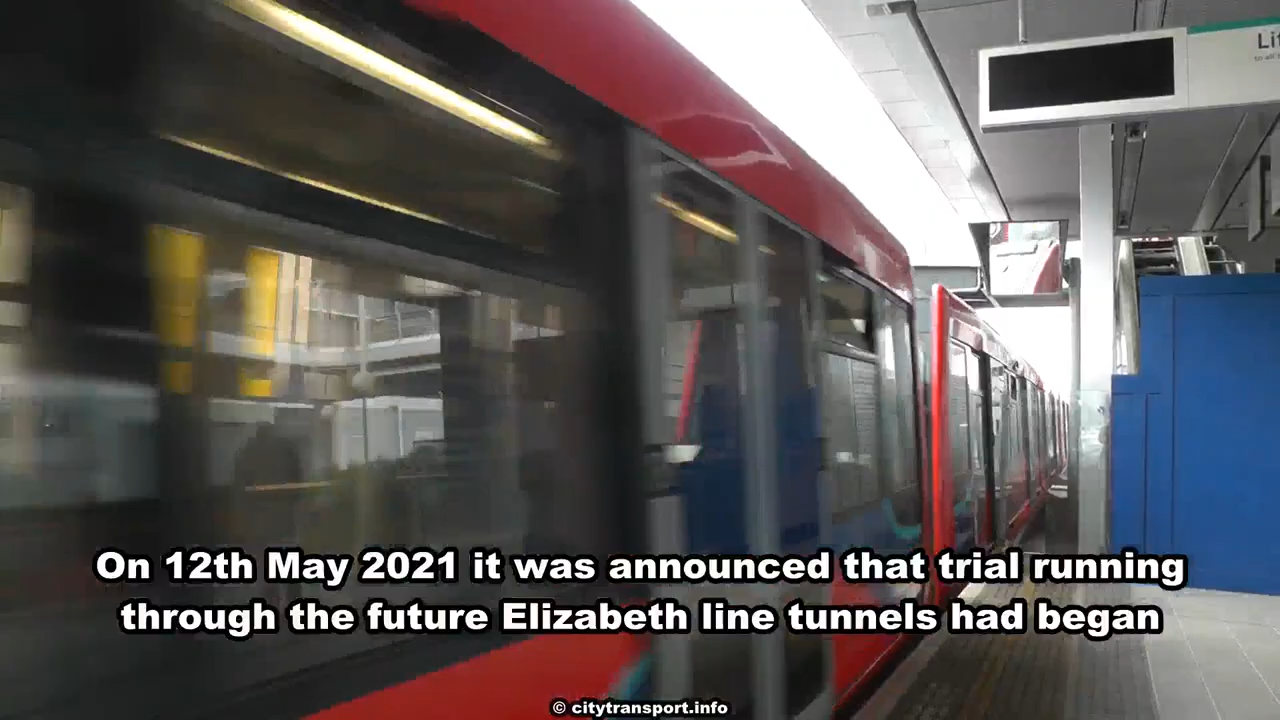 Li
On 12th May 2021 it was announced that trial running
through the future Elizabeth line tunnels had began
© citytransport.info